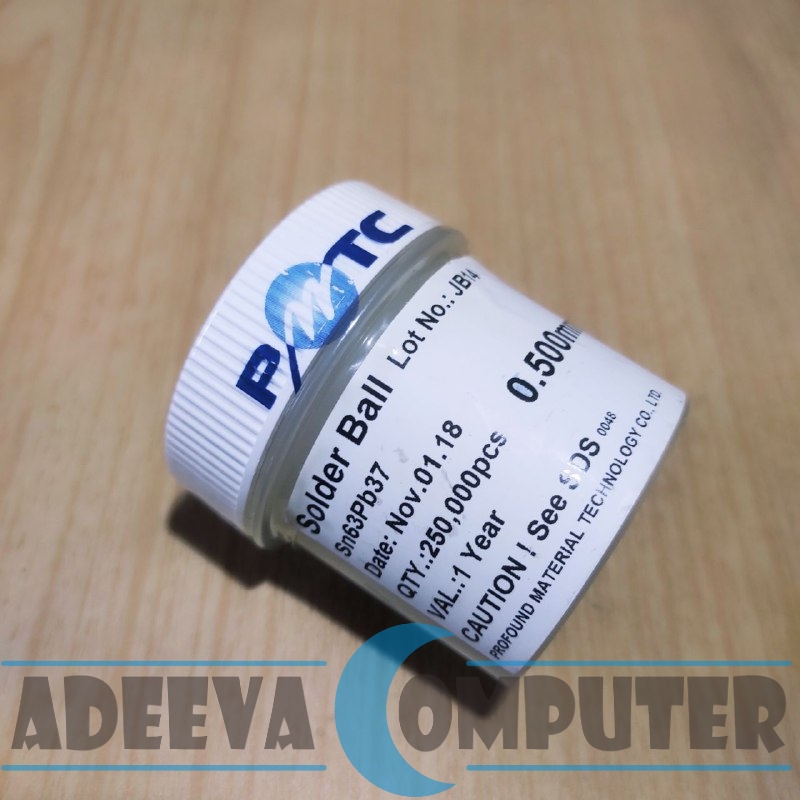 PMTC
Solder Ball Lot No.: JB14
Sn63Pb37
Date: Nov.01.18 0.500mm
QTY.:250,000pcs
VAL.:1 Year
CAUTION ! See SDS 0048
PROFOUND MATERIAL TECHNOLOGY CO., LTD.
ADEEVA COMPUTER